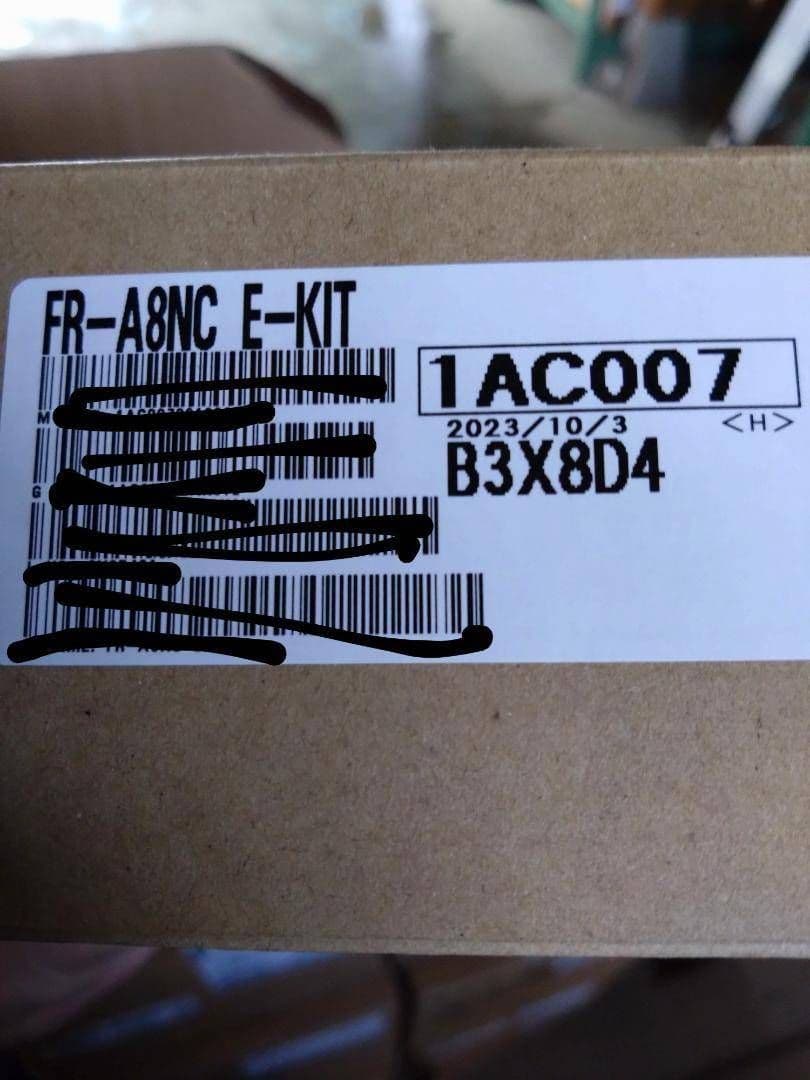 FR-A8NC E-KIT
1AC007
2023/10/3 <H>
B3X8D4
M
G